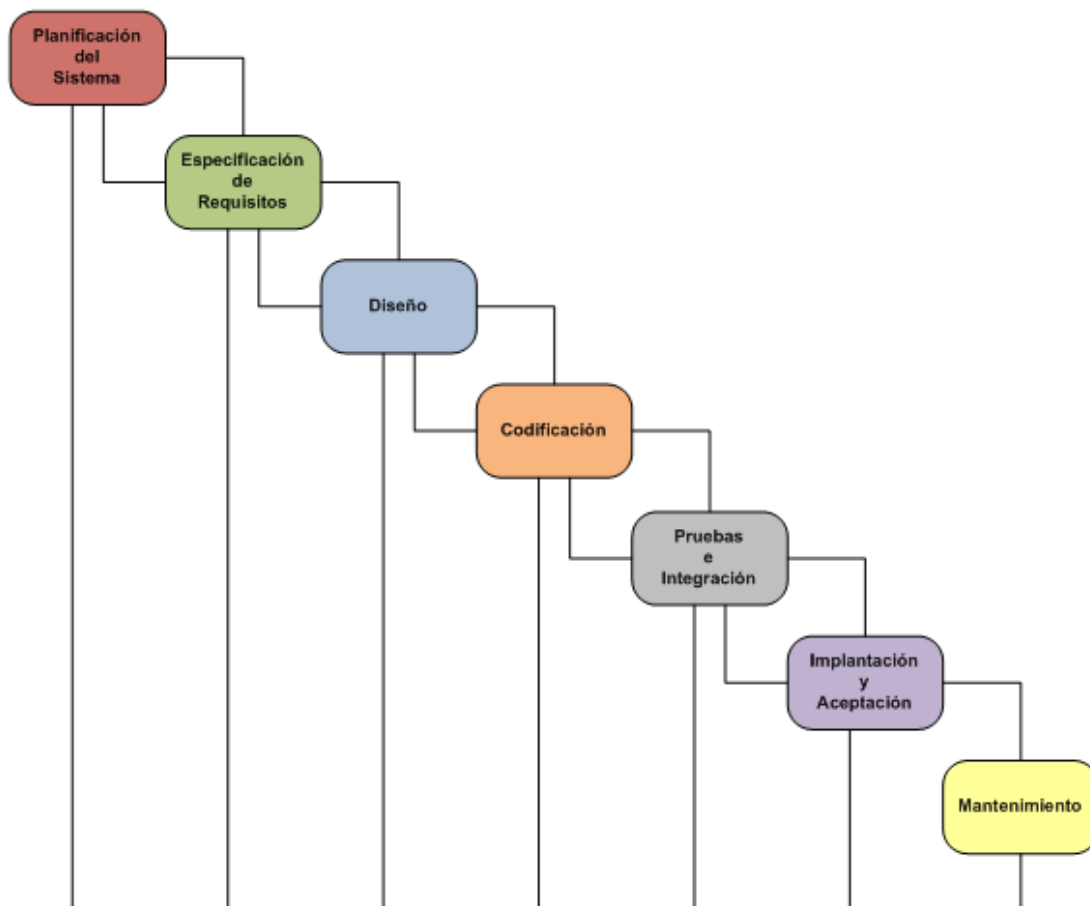 Planificación
del
Sistema
Especificación
de
Requisitos
Diseño
Codificación
Pruebas
e
Integración
Implantación
y
Aceptación
Mantenimiento